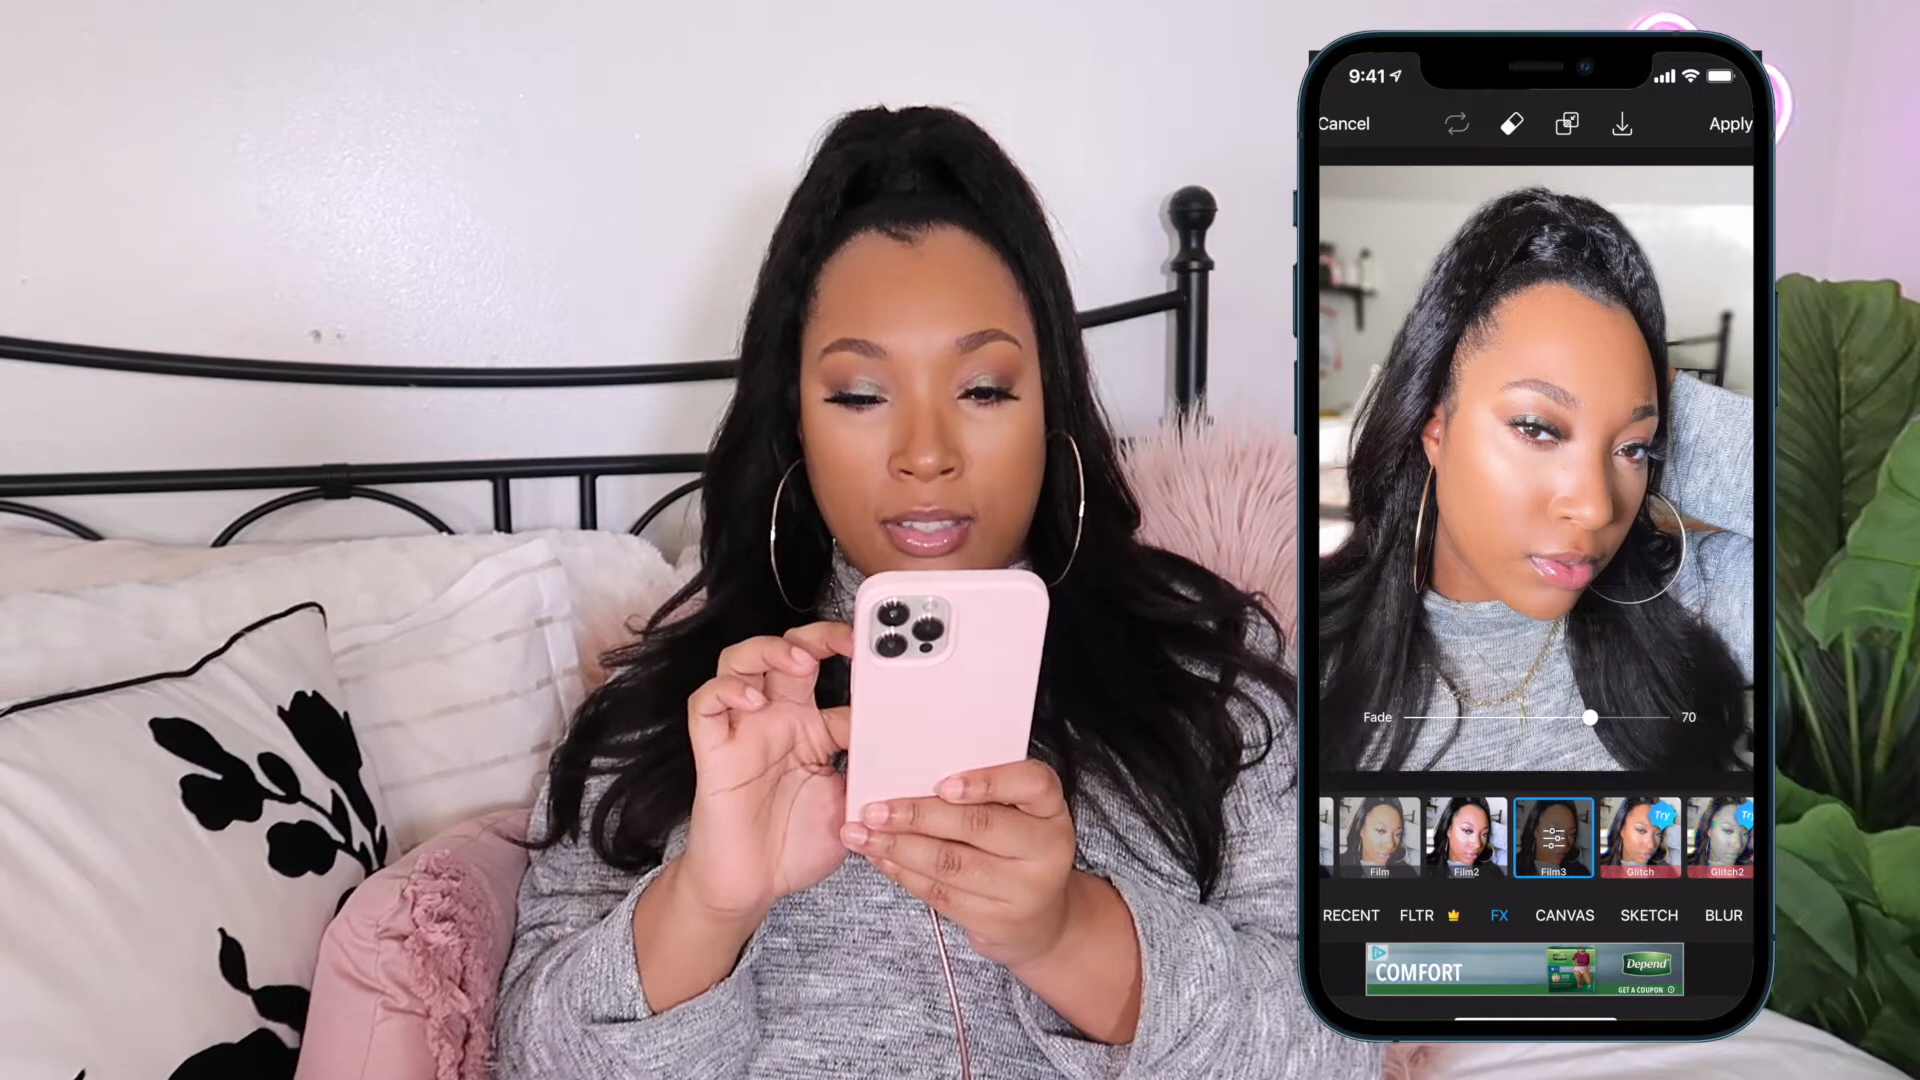 9:41
Cancel
Apply
Fade 70
Film
Film2
Film3
Try
Glitch
Glitch2
RECENT FLTR FX CANVAS SKETCH BLUR
COMFORT
Depend
GET A COUPON